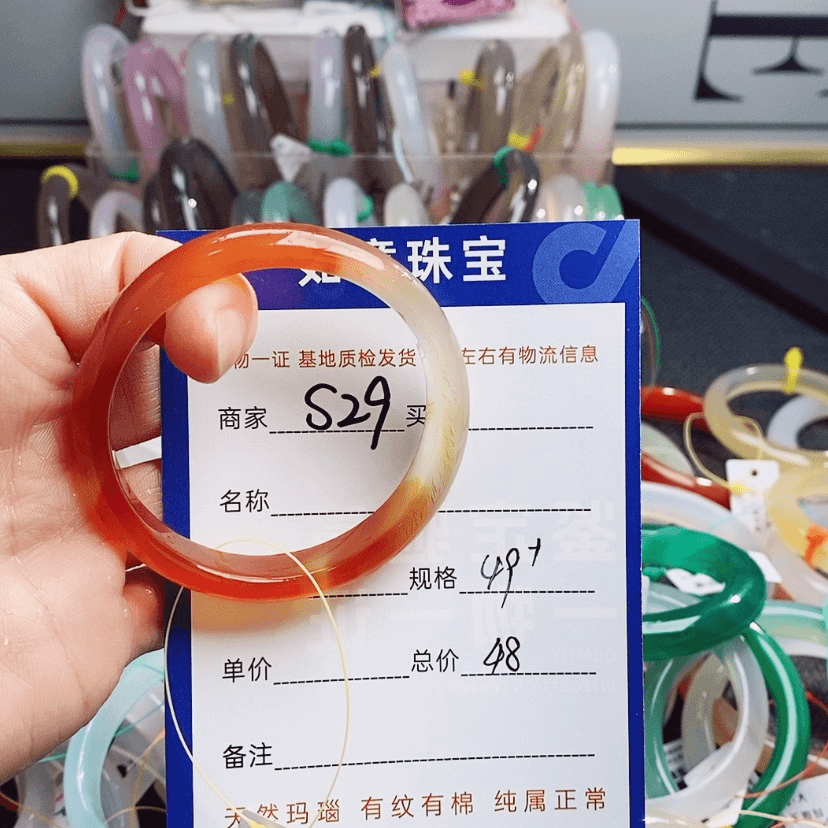 珠宝
物一证 基地质检发货 左右有物流信息
商家 S29 买
名称
规格 49+
单价 总价 48
备注
天然玛瑙 有纹有棉 纯属正常